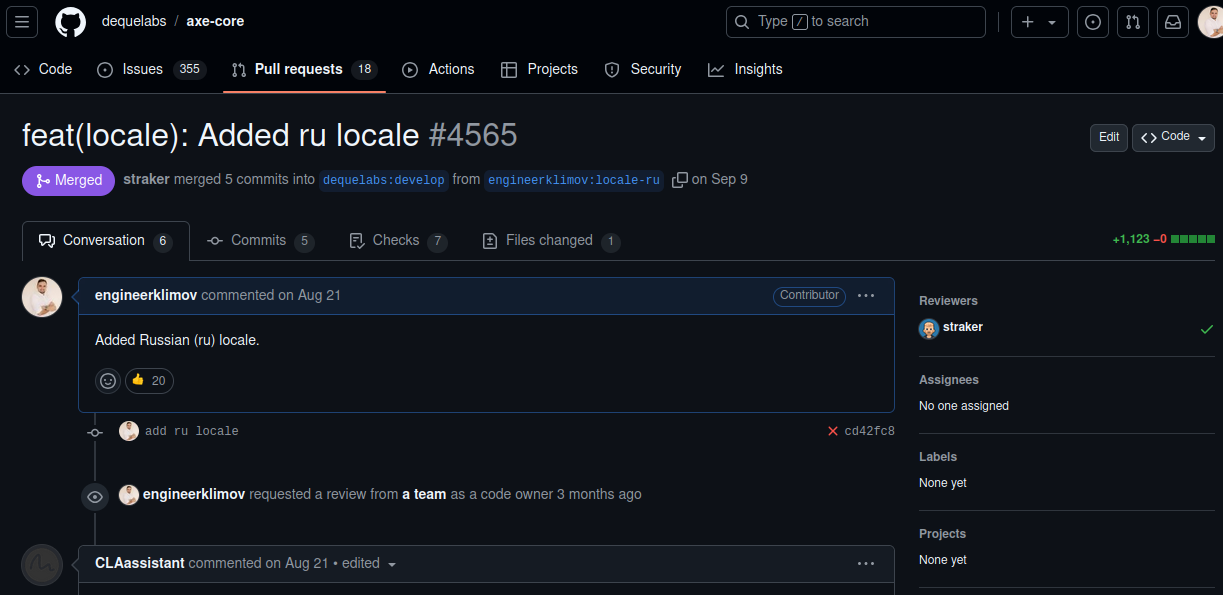 dequelabs / axe-core
Type / to search
Code
Issues 355
Pull requests 18
Actions
Projects
Security
Insights
feat(locale): Added ru locale #4565
Edit
Code
Merged
straker merged 5 commits into dequelabs:develop from engineerklimov:locale-ru on Sep 9
Conversation 6
Commits 5
Checks 7
Files changed 1
+1,123 −0
engineerklimov commented on Aug 21
Contributor
Added Russian (ru) locale.
👍 20
add ru locale
cd42fc8
engineerklimov requested a review from a team as a code owner 3 months ago
CLAassistant commented on Aug 21 • edited
Reviewers
straker
Assignees
No one assigned
Labels
None yet
Projects
None yet